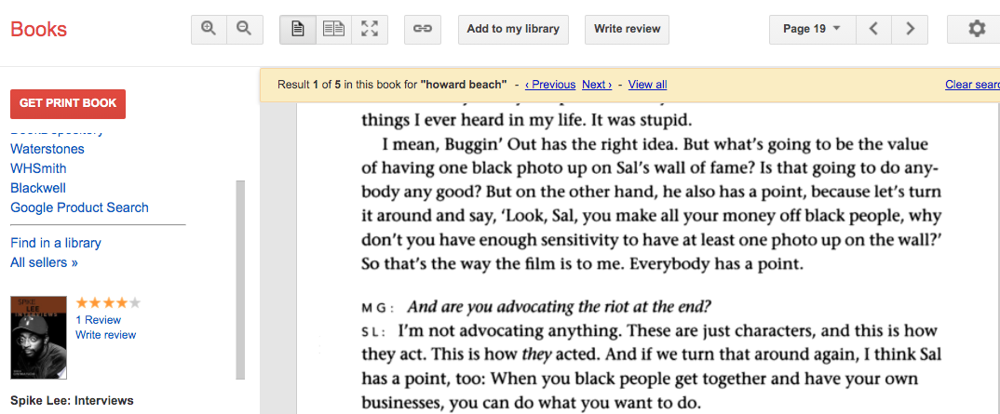 Books
Add to my library
Write review
Page 19
Result 1 of 5 in this book for "howard beach" - ‹ Previous Next › - View all
Clear sear
GET PRINT BOOK
Waterstones
WHSmith
Blackwell
Google Product Search
Find in a library
All sellers »
SPIKE
LEE
INTERVIEWS
1 Review
Write review
Spike Lee: Interviews
things I ever heard in my life. It was stupid.
I mean, Buggin' Out has the right idea. But what's going to be the value
of having one black photo up on Sal's wall of fame? Is that going to do any-
body any good? But on the other hand, he also has a point, because let's turn
it around and say, 'Look, Sal, you make all your money off black people, why
don't you have enough sensitivity to have at least one photo up on the wall?'
So that's the way the film is to me. Everybody has a point.
MG: And are you advocating the riot at the end?
SL: I'm not advocating anything. These are just characters, and this is how
they act. This is how they acted. And if we turn that around again, I think Sal
has a point, too: When you black people get together and have your own
businesses, you can do what you want to do.